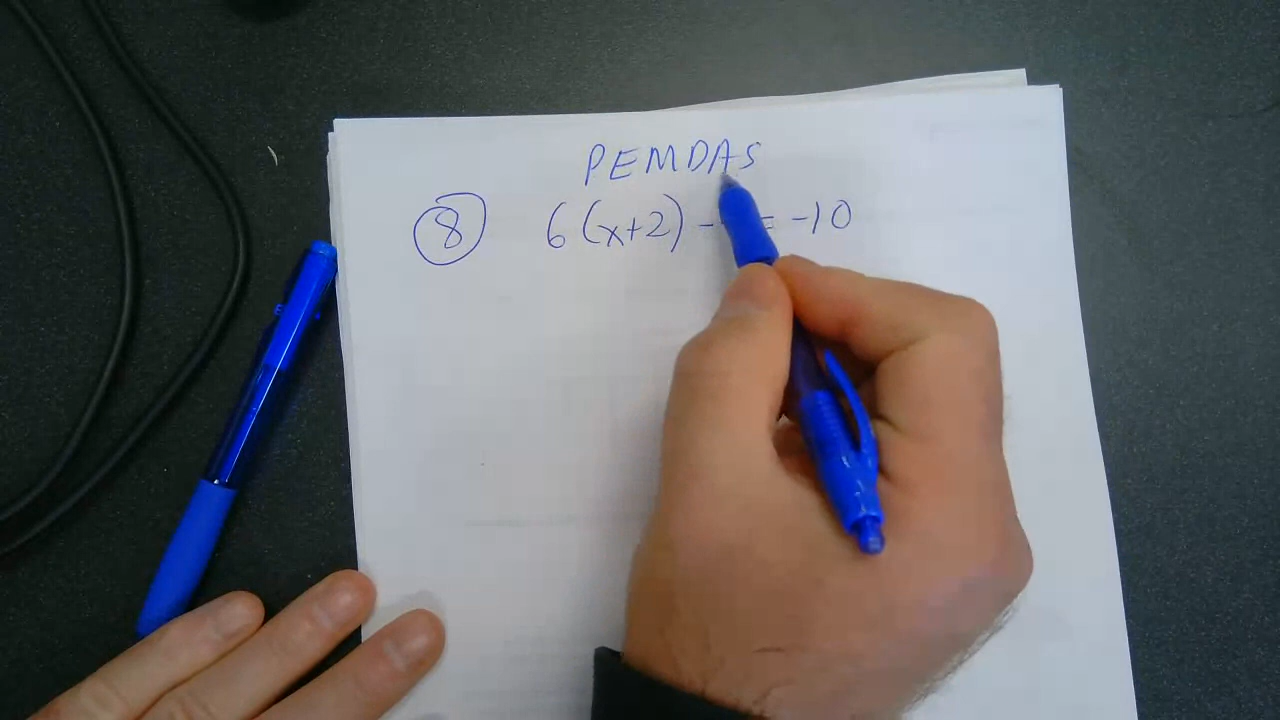 PEMDAS
8 6(x+2) - = -10